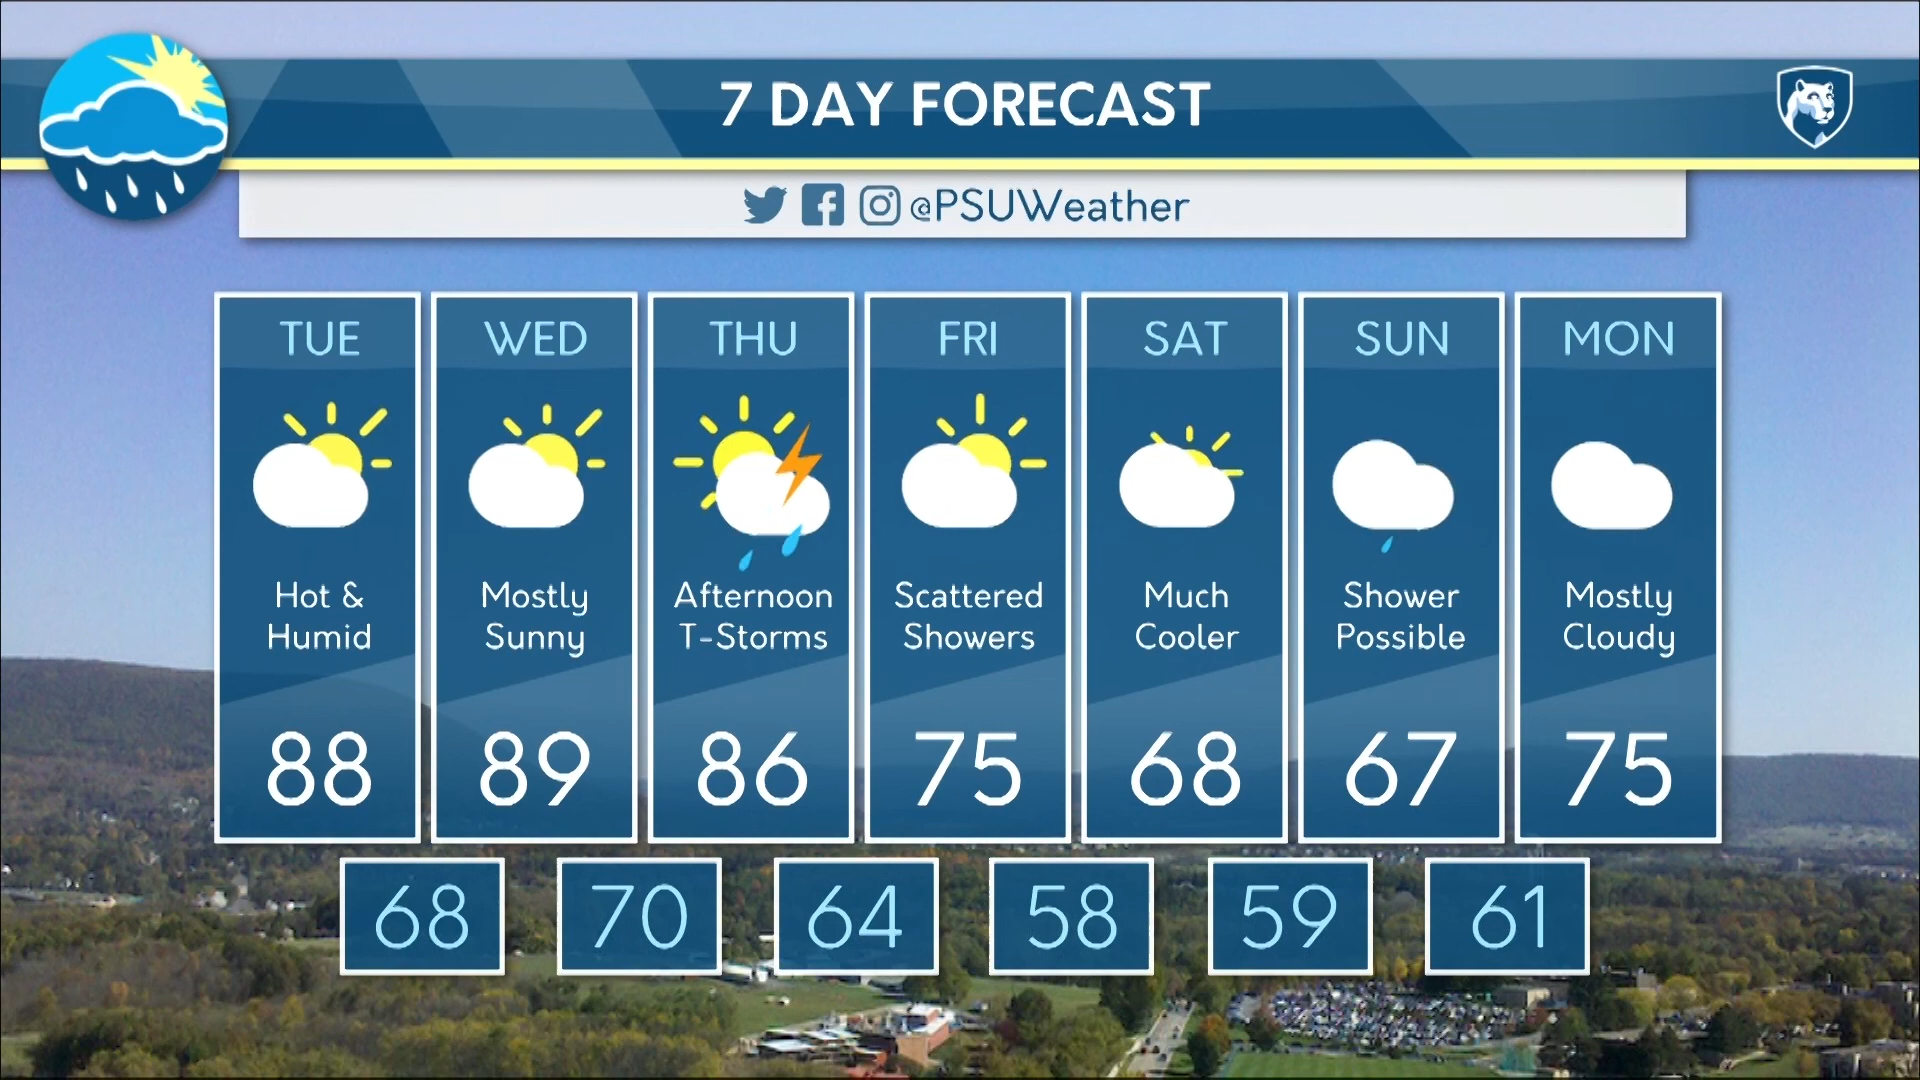 7 DAY FORECAST
@PSUWeather
TUE
Hot &
Humid
88
WED
Mostly
Sunny
89
THU
Afternoon
T-Storms
86
FRI
Scattered
Showers
75
SAT
Much
Cooler
68
SUN
Shower
Possible
67
MON
Mostly
Cloudy
75
68
70
64
58
59
61